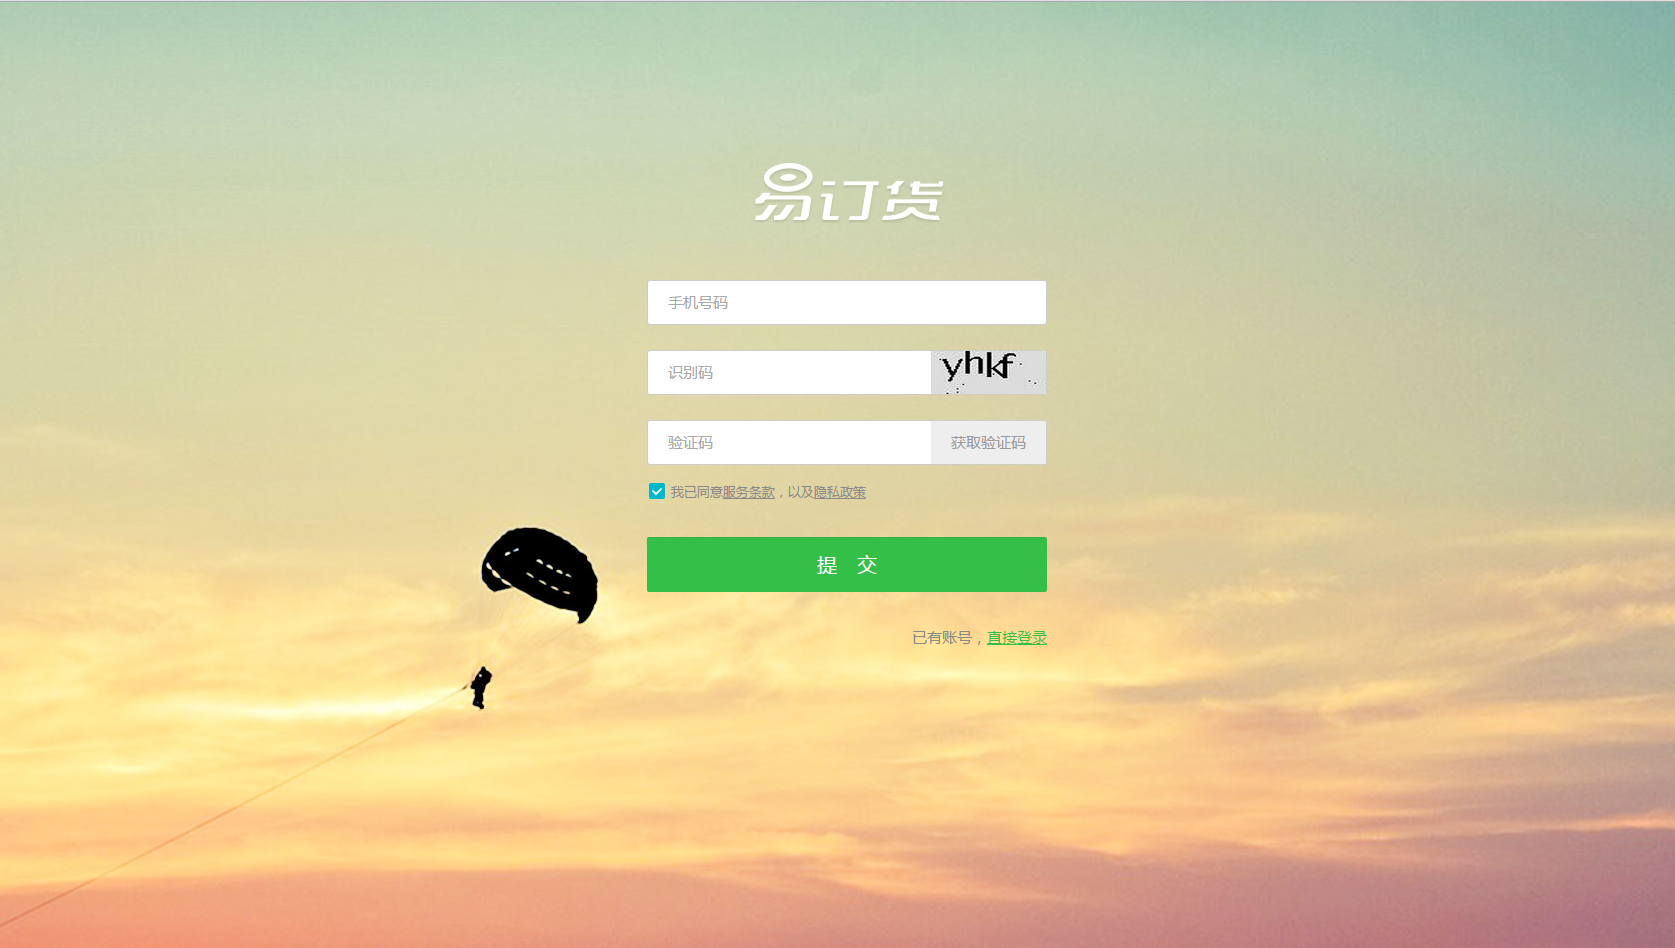 易订货
手机号码
识别码 yhkf
验证码 获取验证码
我已同意服务条款，以及隐私政策
提 交
已有账号，直接登录